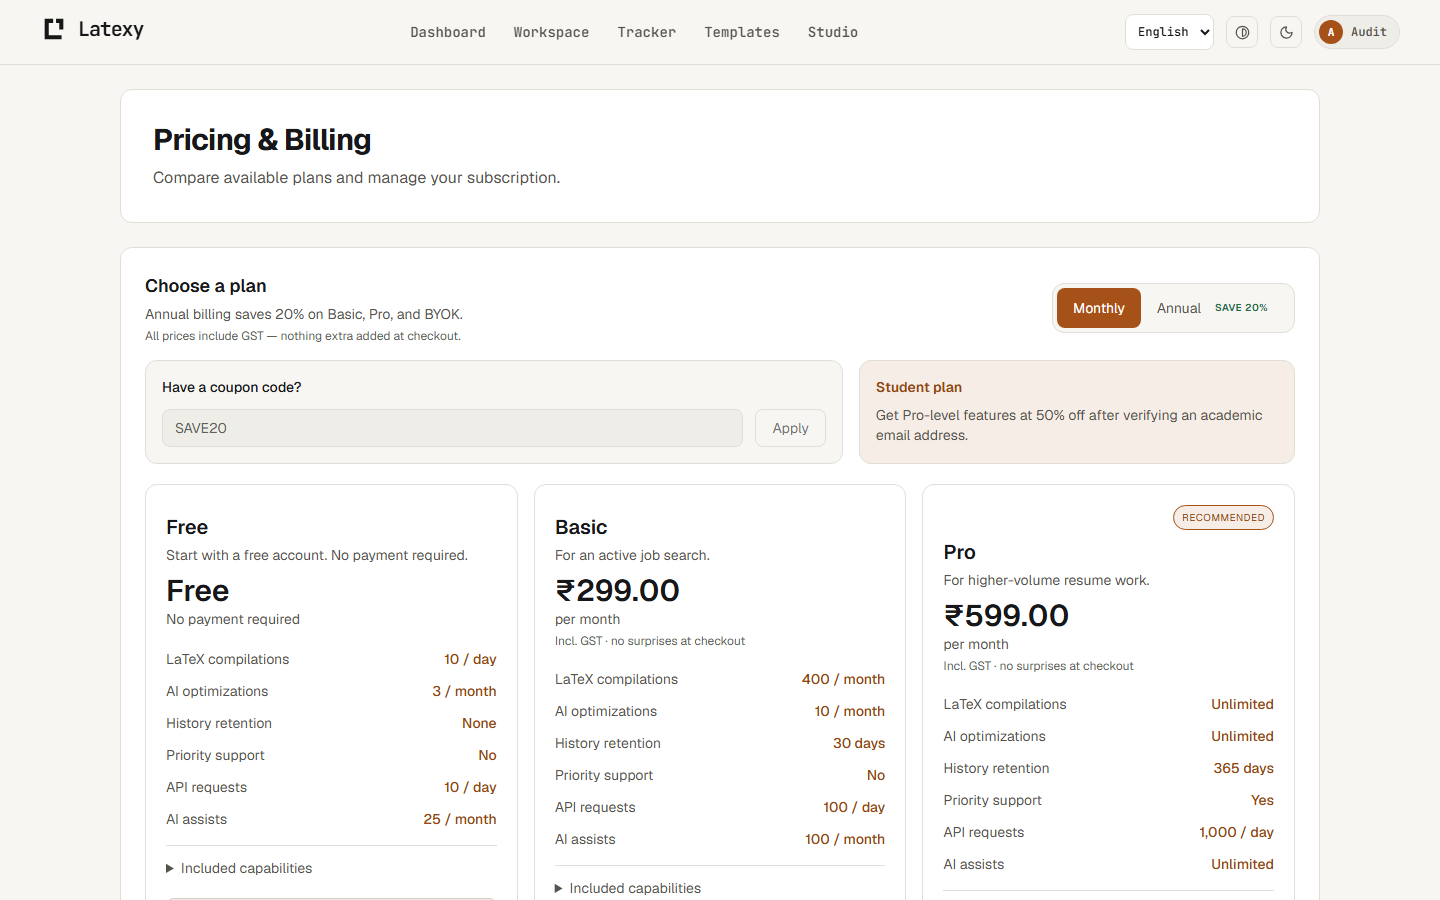 Latexy
Dashboard
Workspace
Tracker
Templates
Studio
English
A
Audit
Pricing & Billing
Compare available plans and manage your subscription.
Choose a plan
Annual billing saves 20% on Basic, Pro, and BYOK.
All prices include GST — nothing extra added at checkout.
Monthly
Annual SAVE 20%
Have a coupon code?
SAVE20
Apply
Student plan
Get Pro-level features at 50% off after verifying an academic
email address.
Free
Start with a free account. No payment required.
Free
No payment required
LaTeX compilations 10 / day
AI optimizations 3 / month
History retention None
Priority support No
API requests 10 / day
AI assists 25 / month
Included capabilities
Basic
For an active job search.
₹299.00
per month
Incl. GST · no surprises at checkout
LaTeX compilations 400 / month
AI optimizations 10 / month
History retention 30 days
Priority support No
API requests 100 / day
AI assists 100 / month
Included capabilities
RECOMMENDED
Pro
For higher-volume resume work.
₹599.00
per month
Incl. GST · no surprises at checkout
LaTeX compilations Unlimited
AI optimizations Unlimited
History retention 365 days
Priority support Yes
API requests 1,000 / day
AI assists Unlimited